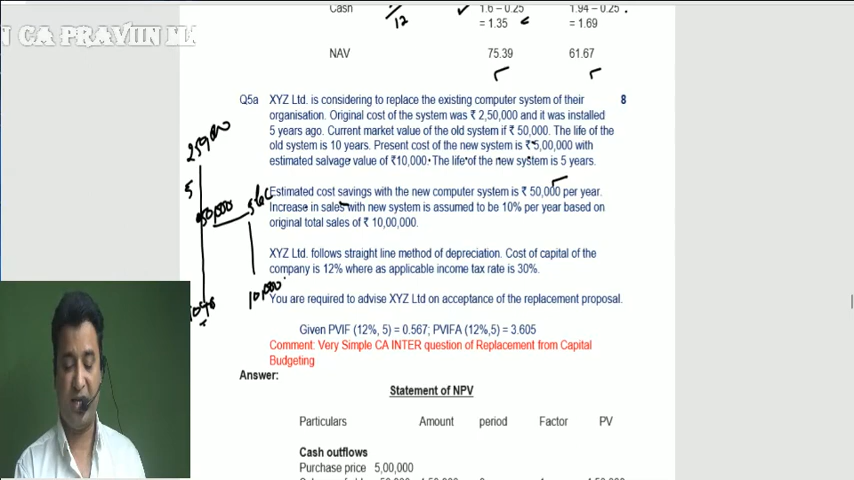 Cash
12
1.6 – 0.25
1.94 – 0.25
= 1.35
= 1.69
N CA PRAVIIN MA
NAV
75.39
61.67
Q5a
XYZ Ltd. is considering to replace the existing computer system of their
8
organisation. Original cost of the system was ₹ 2,50,000 and it was installed
5 years ago. Current market value of the old system if ₹ 50,000. The life of the
old system is 10 years. Present cost of the new system is ₹ 5,00,000 with
estimated salvage value of ₹10,000. The life of the new system is 5 years.
Estimated cost savings with the new computer system is ₹ 50,000 per year.
Increase in sales with new system is assumed to be 10% per year based on
original total sales of ₹ 10,00,000.
5
50,000
10,000
XYZ Ltd. follows straight line method of depreciation. Cost of capital of the
company is 12% where as applicable income tax rate is 30%.
You are required to advise XYZ Ltd on acceptance of the replacement proposal.
Given PVIF (12%, 5) = 0.567; PVIFA (12%,5) = 3.605
Comment: Very Simple CA INTER question of Replacement from Capital
Budgeting
Answer:
Statement of NPV
Particulars
Amount
period
Factor
PV
Cash outflows
Purchase price 5,00,000